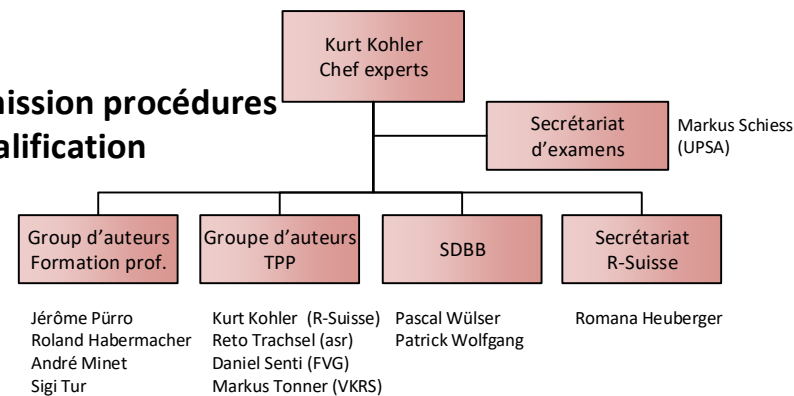 Kurt Kohler
Chef experts
mission procédures
alification
Secrétariat
d'examens
Markus Schiess
(UPSA)
Group d'auteurs
Formation prof.
Groupe d'auteurs
TPP
SDBB
Secrétariat
R-Suisse
Jérôme Pürro
Roland Habermacher
André Minet
Sigi Tur
Kurt Kohler (R-Suisse)
Reto Trachsel (asr)
Daniel Senti (FVG)
Markus Tonner (VKRS)
Pascal Wülser
Patrick Wolfgang
Romana Heuberger